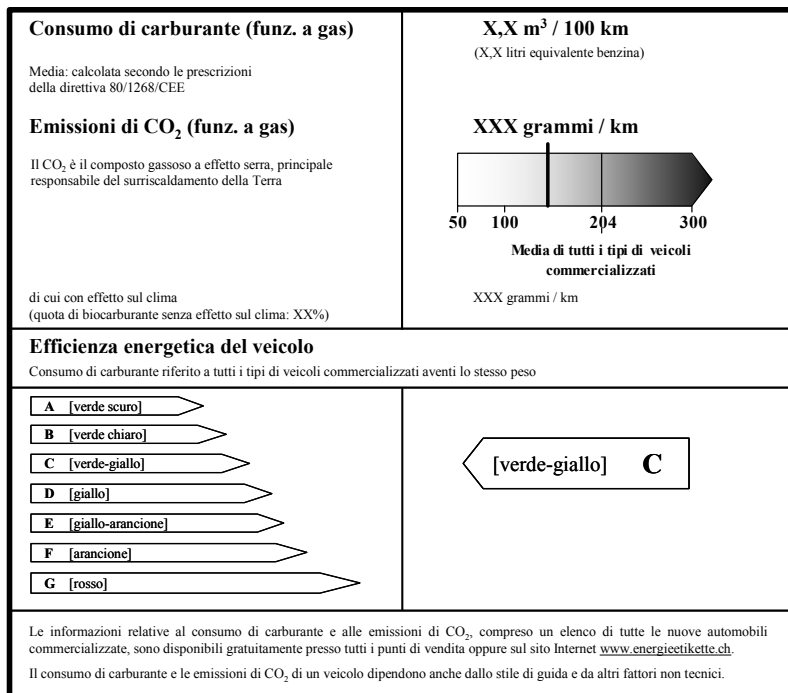 Consumo di carburante (funz. a gas)
X,X m³ / 100 km
(X,X litri equivalente benzina)
Media: calcolata secondo le prescrizioni
della direttiva 80/1268/CEE
Emissioni di CO₂ (funz. a gas)
XXX grammi / km
Il CO₂ è il composto gassoso a effetto serra, principale
responsabile del surriscaldamento della Terra
50 100 204 300
Media di tutti i tipi di veicoli
commercializzati
di cui con effetto sul clima
(quota di biocarburante senza effetto sul clima: XX%)
XXX grammi / km
Efficienza energetica del veicolo
Consumo di carburante riferito a tutti i tipi di veicoli commercializzati aventi lo stesso peso
A [verde scuro]
B [verde chiaro]
C [verde-giallo]
D [giallo]
E [giallo-arancione]
F [arancione]
G [rosso]
[verde-giallo] C
Le informazioni relative al consumo di carburante e alle emissioni di CO₂, compreso un elenco di tutte le nuove automobili
commercializzate, sono disponibili gratuitamente presso tutti i punti di vendita oppure sul sito Internet www.energieetikette.ch.
Il consumo di carburante e le emissioni di CO₂ di un veicolo dipendono anche dallo stile di guida e da altri fattori non tecnici.